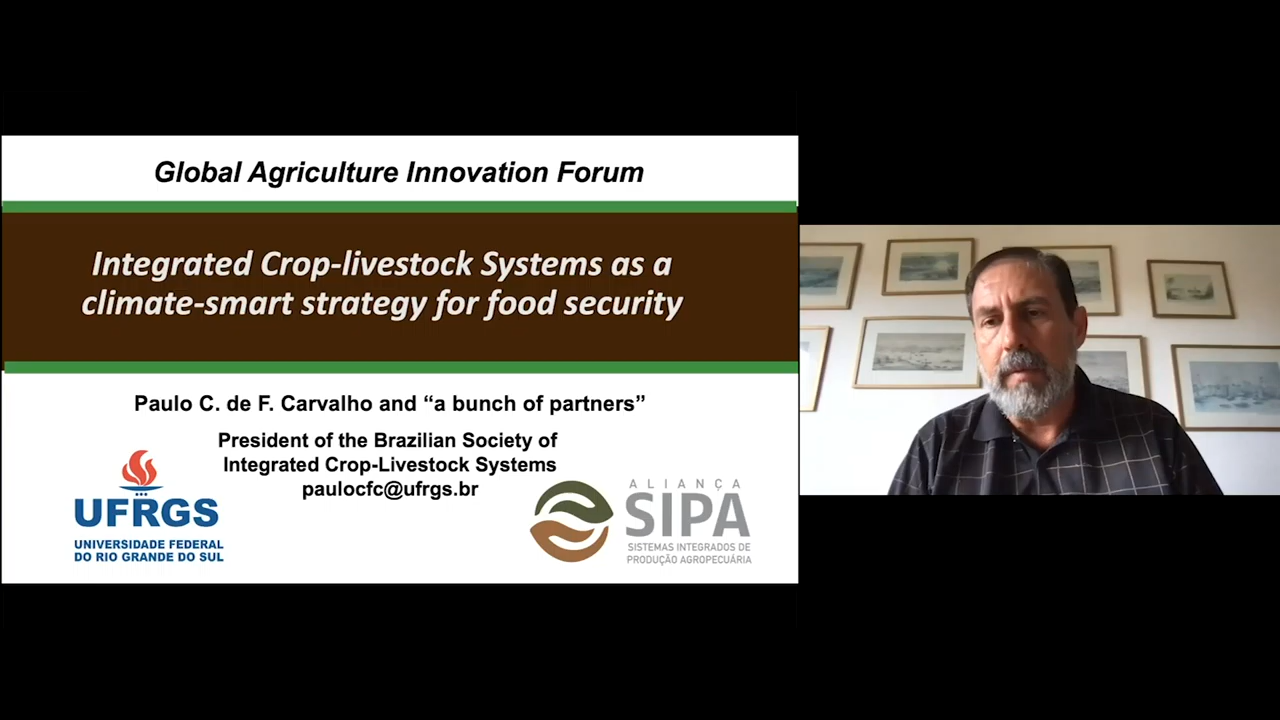 Global Agriculture Innovation Forum
Integrated Crop-livestock Systems as a
climate-smart strategy for food security
Paulo C. de F. Carvalho and “a bunch of partners”
President of the Brazilian Society of
Integrated Crop-Livestock Systems
paulocfc@ufrgs.br
UFRGS
UNIVERSIDADE FEDERAL
DO RIO GRANDE DO SUL
ALIANÇA
SIPA
SISTEMAS INTEGRADOS DE
PRODUÇÃO AGROPECUÁRIA